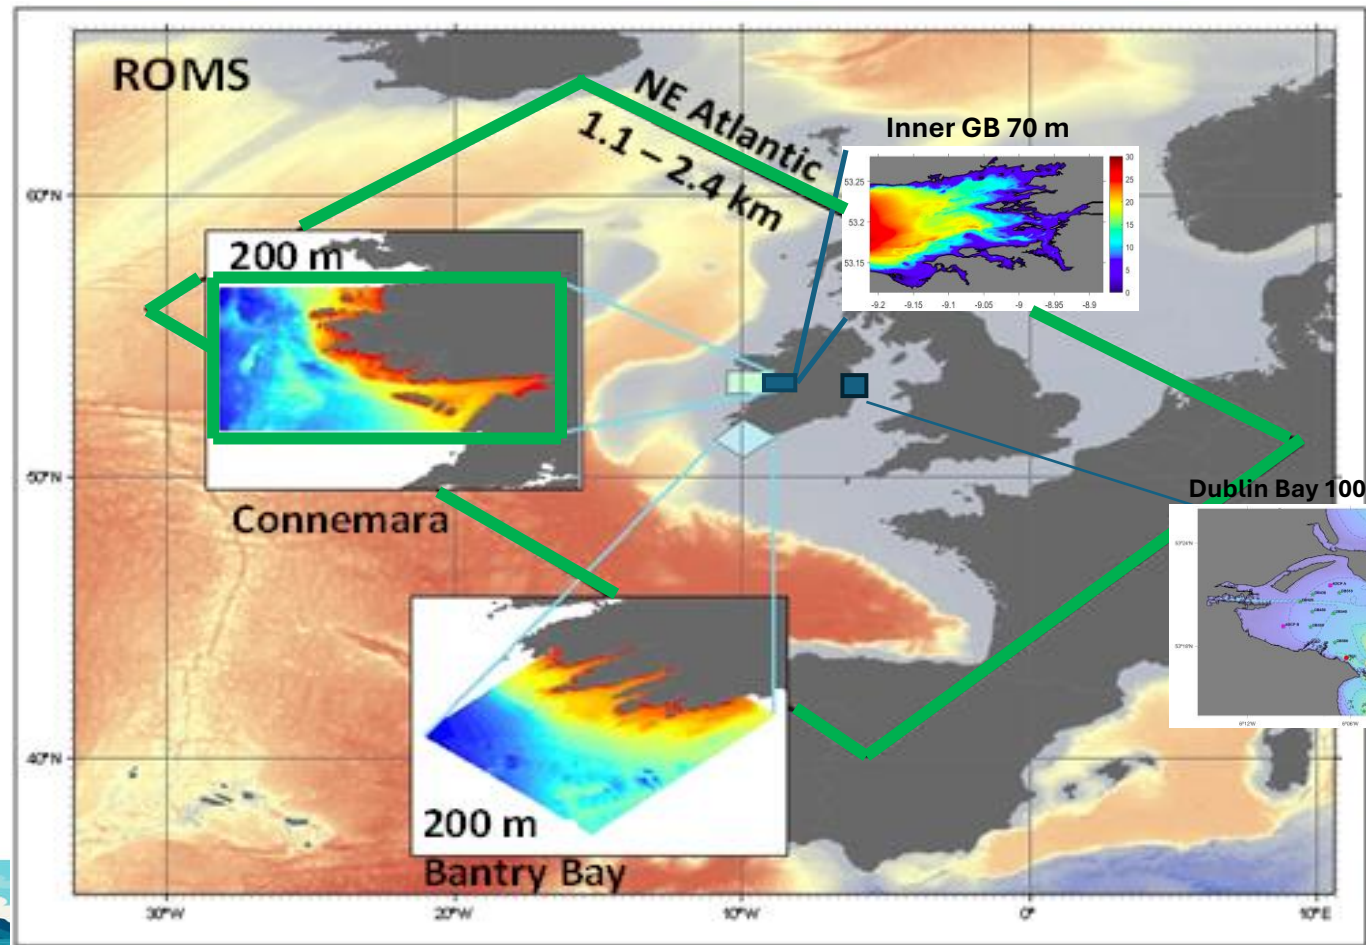 ROMS
NE Atlantic
1.1 – 2.4 km
Inner GB 70 m
30
25
20
15
10
5
0
53.25
53.2
53.15
-9.2
-9.15
-9.1
-9.05
-9
-8.95
-8.9
200 m
Connemara
Dublin Bay 100
200 m
Bantry Bay
60°N
50°N
40°N
30°W
20°W
10°W
0°
10°E